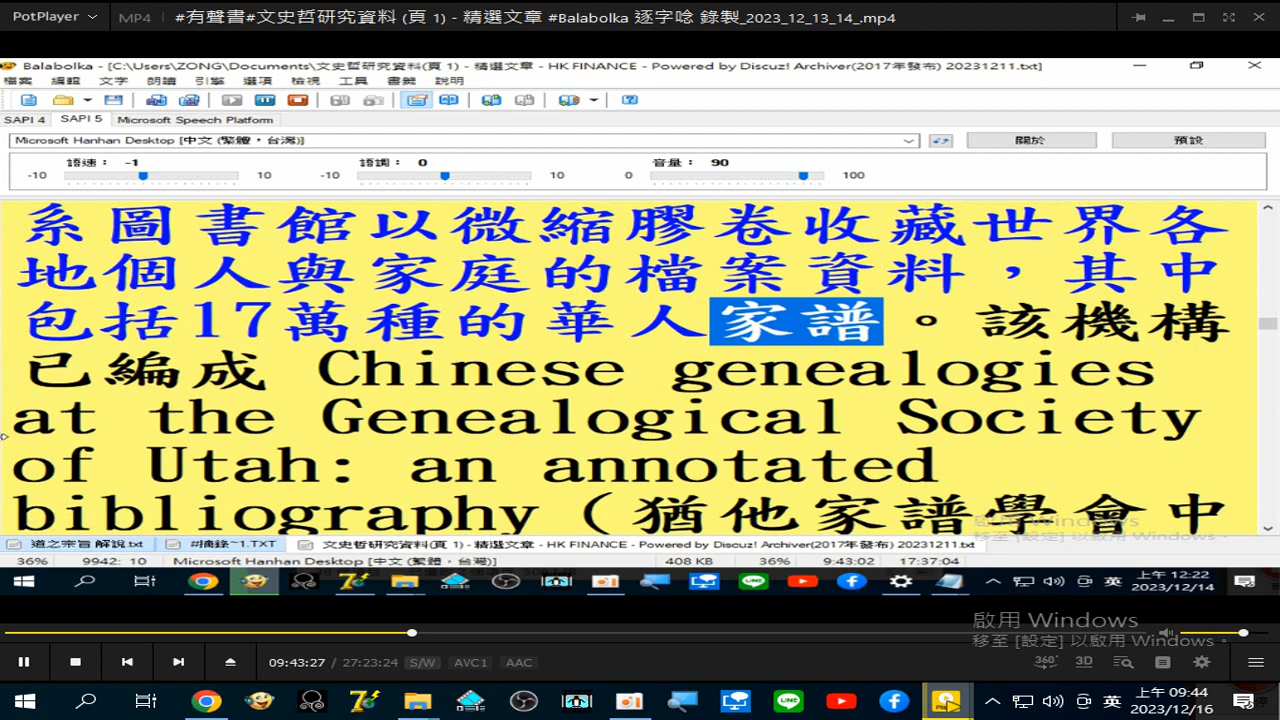 PotPlayer MP4 #有聲書#文史哲研究資料 (頁 1) - 精選文章 #Balabolka 逐字唸 錄製_2023_12_13_14_.mp4
Balabolka - [C:\Users\ZONG\Documents\文史哲研究資料(頁 1) - 精選文章 - HK FINANCE - Powered by Discuz! Archiver(2017年發布) 20231211.txt]
檔案 編輯 文字 朗讀 引擎 選項 檢視 工具 書籤 說明
SAPI 4 SAPI 5 Microsoft Speech Platform
Microsoft Hanhan Desktop [中文 (繁體，台灣)] 關於 預設
語速： -1 語調： 0 音量： 90
-10 10 -10 10 0 100
系圖書館以微縮膠卷收藏世界各
地個人與家庭的檔案資料，其中
包括17萬種的華人家譜。該機構
已編成 Chinese genealogies
at the Genealogical Society
of Utah: an annotated
bibliography（猶他家譜學會中
啟用 Windows
移至 [設定] 以啟用 Windows。
道之宗旨 解說.txt #摘錄~1.TXT 文史哲研究資料(頁 1) - 精選文章 - HK FINANCE - Powered by Discuz! Archiver(2017年發布) 20231211.txt
36% 9942: 10 Microsoft Hanhan Desktop [中文 (繁體，台灣)] 408 KB 36% 9:43:02 17:37:04
英 上午 12:22
2023/12/14
啟用 Windows
移至 [設定] 以啟用 Windows。
09:43:27 / 27:23:24 S/W AVC1 AAC 360° 3D
英 上午 09:44
2023/12/16